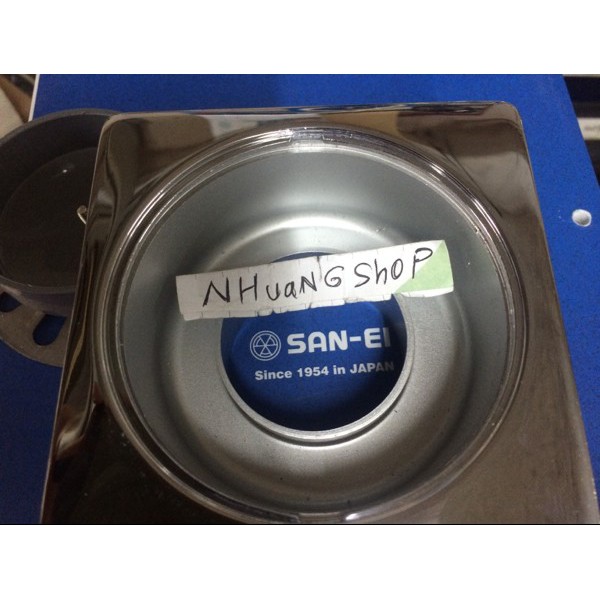 NHuaNG ShoP
SAN-EI
Since 1954 in JAPAN